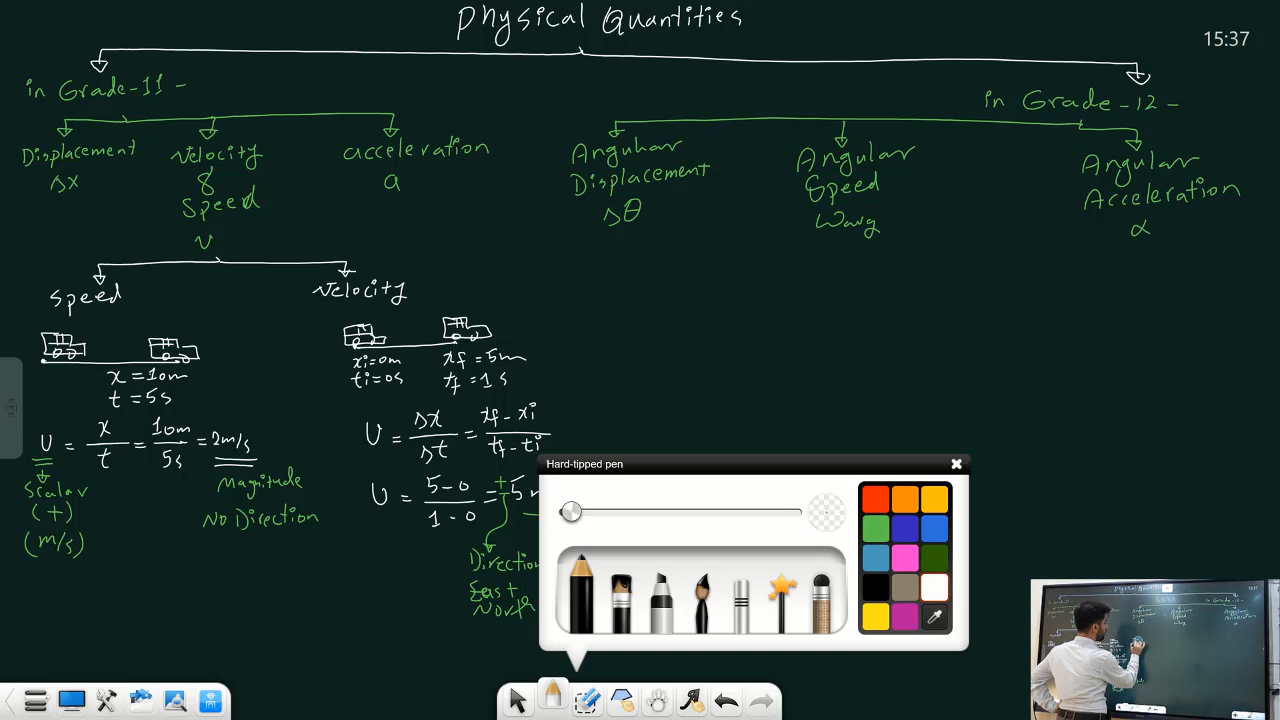 Physical Quantities
15:37
in Grade-11 -
in Grade-12 -
Displacement
Δx
Velocity
&
Speed
v
acceleration
a
Angular
Displacement
Δθ
Angular
Speed
Wavg
Angular
Acceleration
α
Speed
Velocity
x = 10m
t = 5s
xi=0m
ti=0s
xf = 5m
tf = 1s
U = x/t = 10m/5s = 2m/s
Scalar
(+)
(m/s)
Magnitude
No Direction
U = Δx/Δt = xf - xi/tf - ti
U = 5-0/1-0 = +5
Direction
East
North
Hard-tipped pen